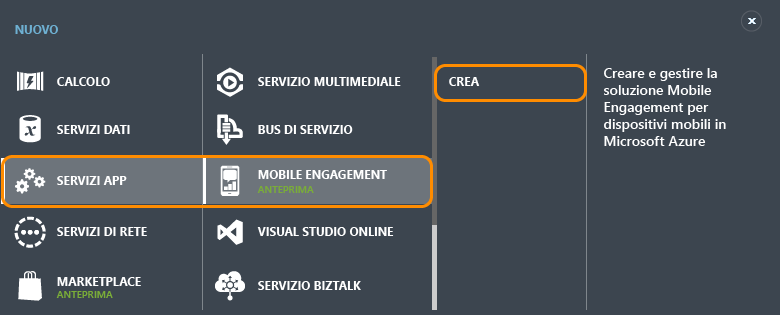 NUOVO
CALCOLO
SERVIZI DATI
SERVIZI APP
SERVIZI DI RETE
MARKETPLACE
ANTEPRIMA
SERVIZIO MULTIMEDIALE
BUS DI SERVIZIO
MOBILE ENGAGEMENT
ANTEPRIMA
VISUAL STUDIO ONLINE
SERVIZIO BIZTALK
CREA
Creare e gestire la
soluzione Mobile
Engagement per
dispositivi mobili in
Microsoft Azure